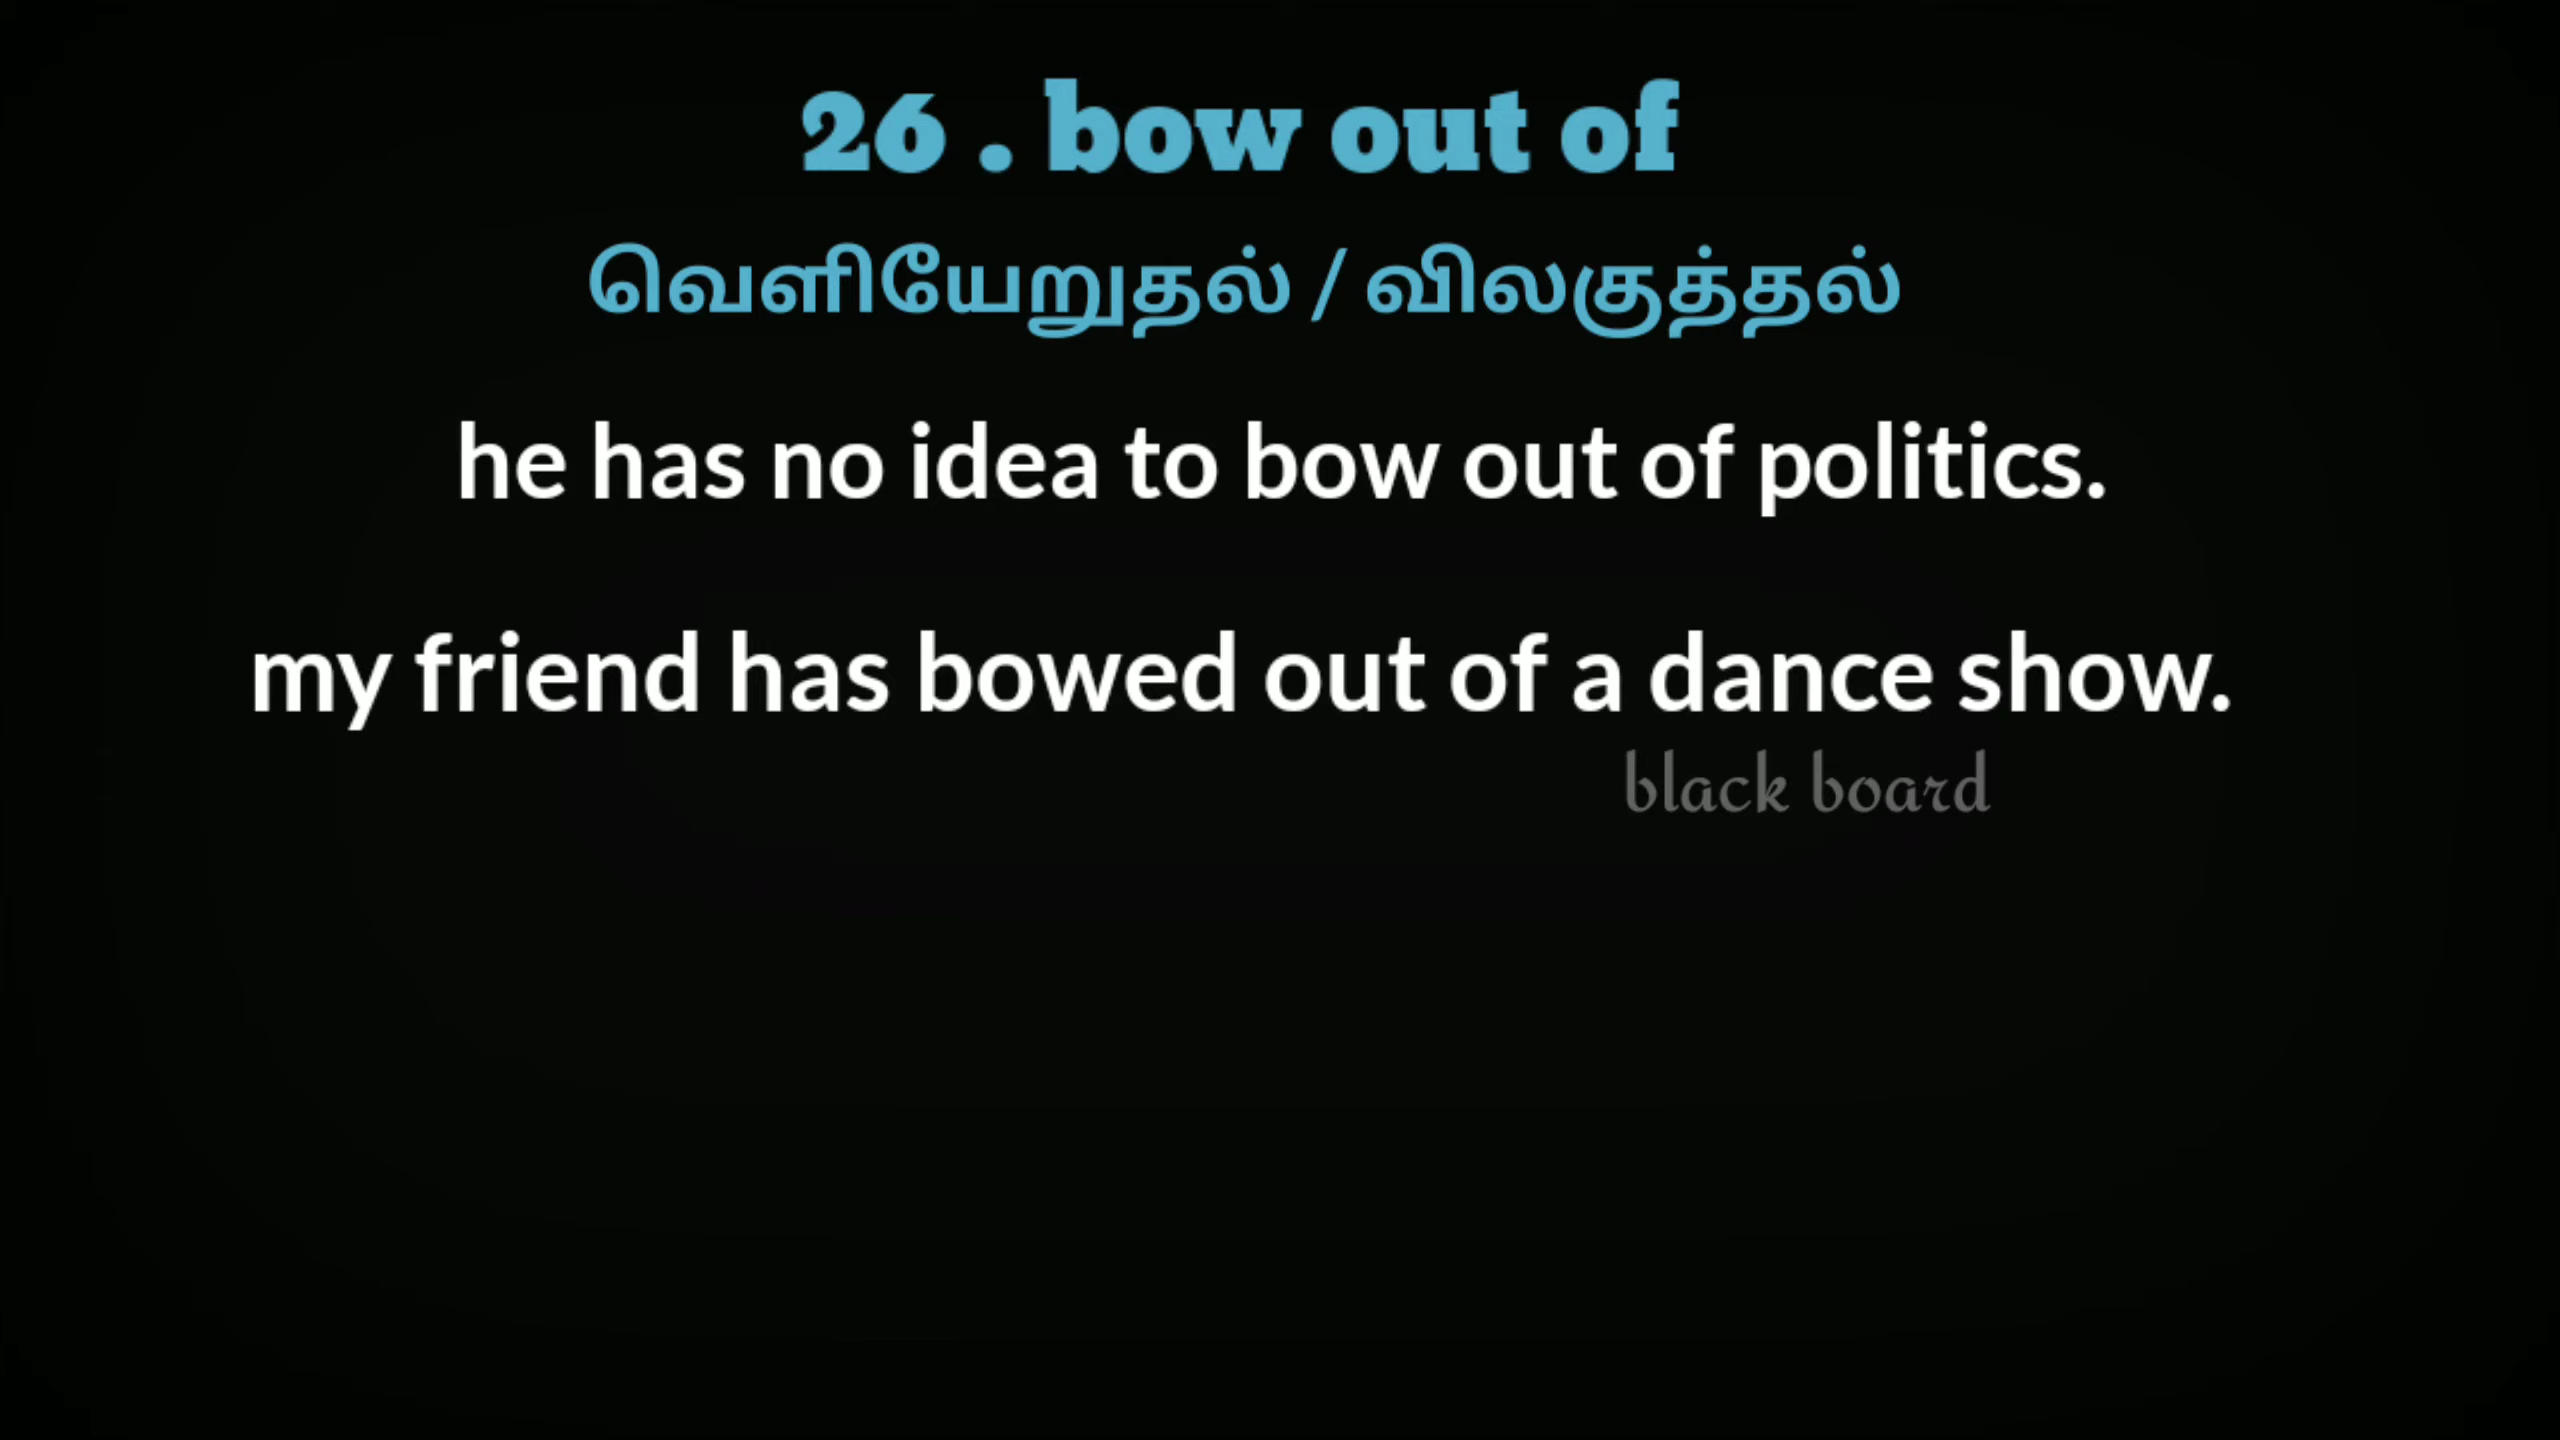 26 . bow out of
வெளியேறுதல் / விலகுத்தல்
he has no idea to bow out of politics.
my friend has bowed out of a dance show.
black board